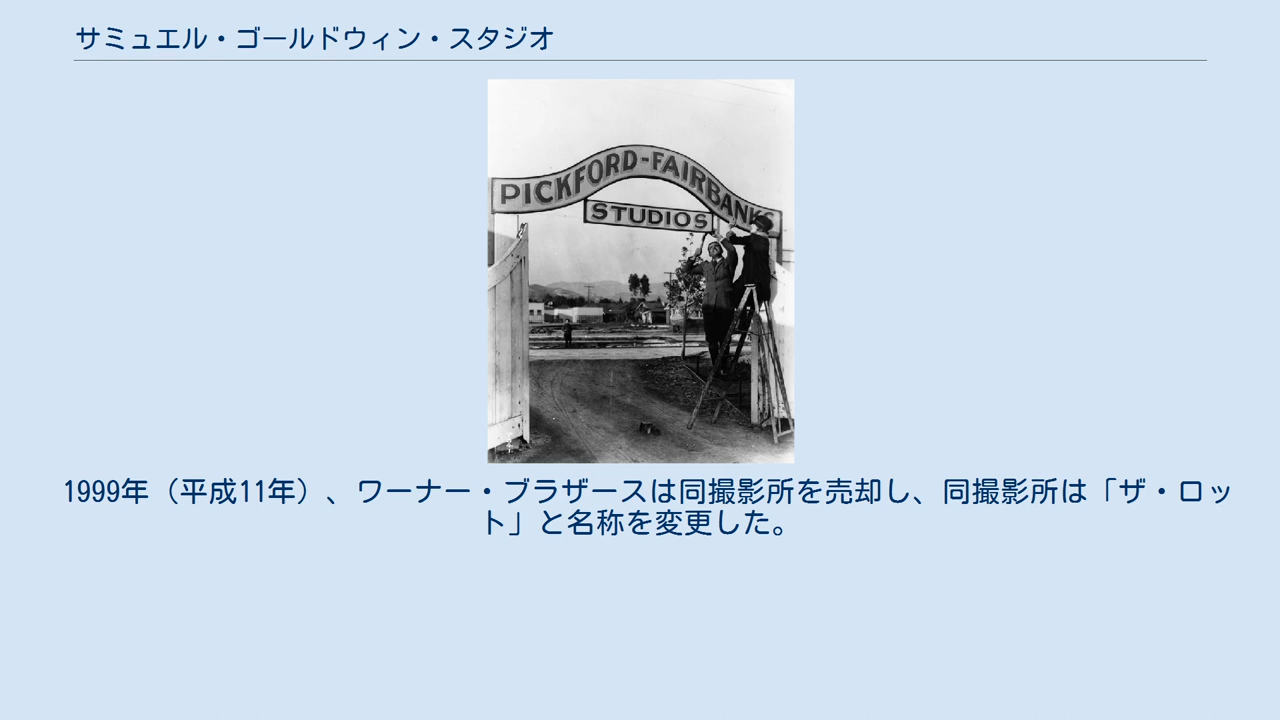 サミュエル・ゴールドウィン・スタジオ
PICKFORD-FAIRBANKS
STUDIOS
1999年（平成11年）、ワーナー・ブラザースは同撮影所を売却し、同撮影所は「ザ・ロッ
ト」と名称を変更した。